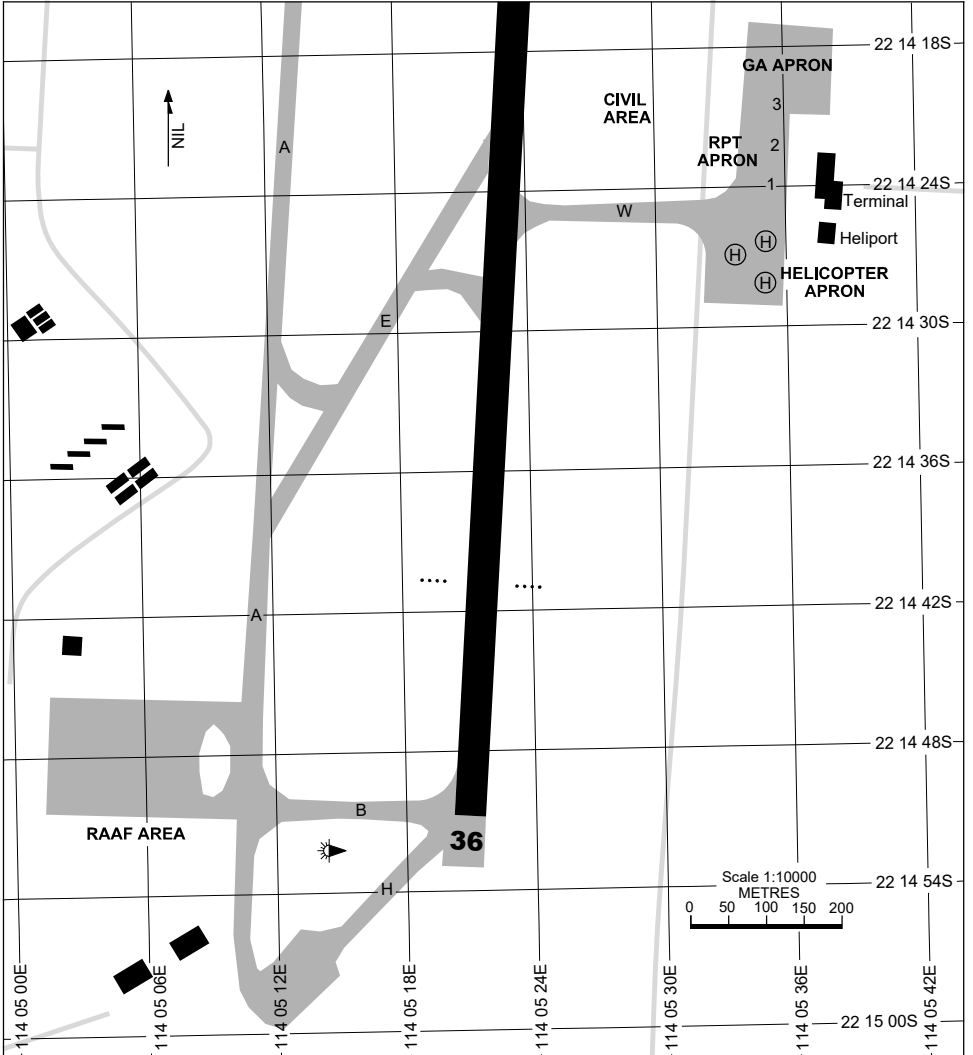 22 14 18S
GA APRON
CIVIL
AREA
3
NIL
A
RPT
APRON
2
1
22 14 24S
Terminal
W
Heliport
H
H
H
HELICOPTER
APRON
E
22 14 30S
22 14 36S
A
22 14 42S
22 14 48S
B
RAAF AREA
36
H
Scale 1:10000
METRES
0 50 100 150 200
22 14 54S
114 05 00E
114 05 06E
114 05 12E
114 05 18E
114 05 24E
114 05 30E
114 05 36E
114 05 42E
22 15 00S